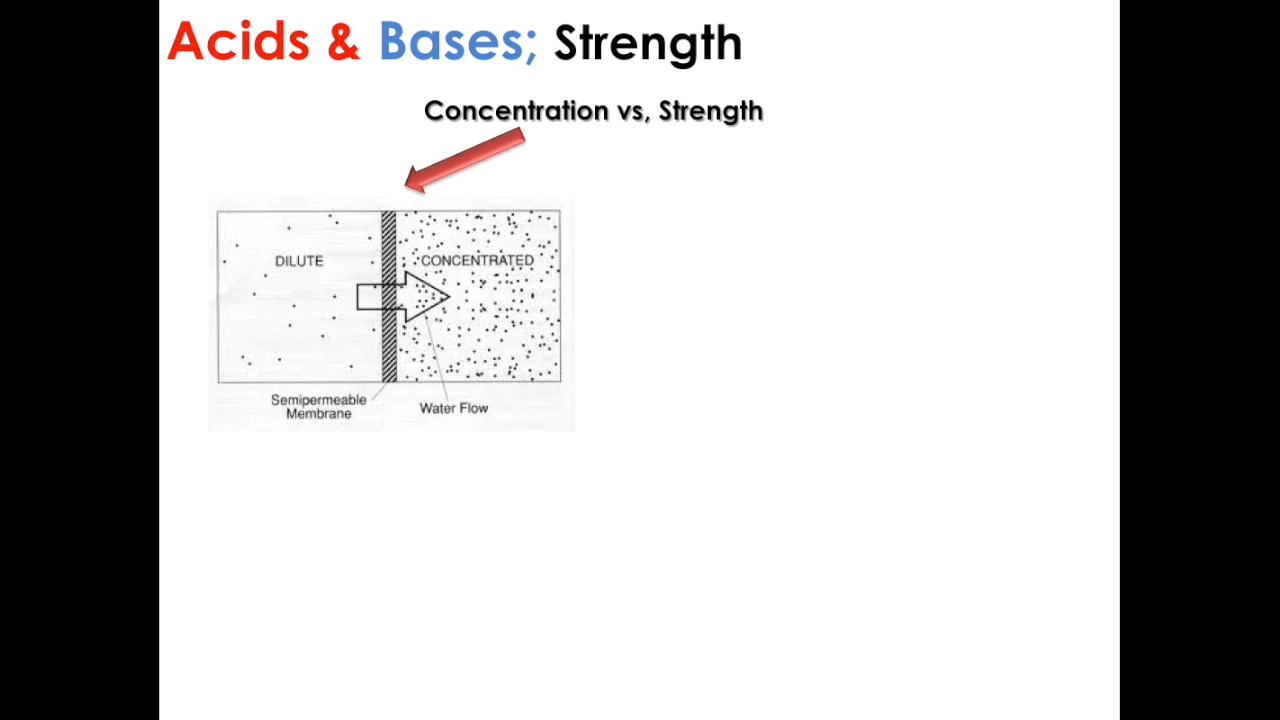 Acids & Bases; Strength
Concentration vs, Strength
DILUTE
CONCENTRATED
Semipermeable
Membrane
Water Flow